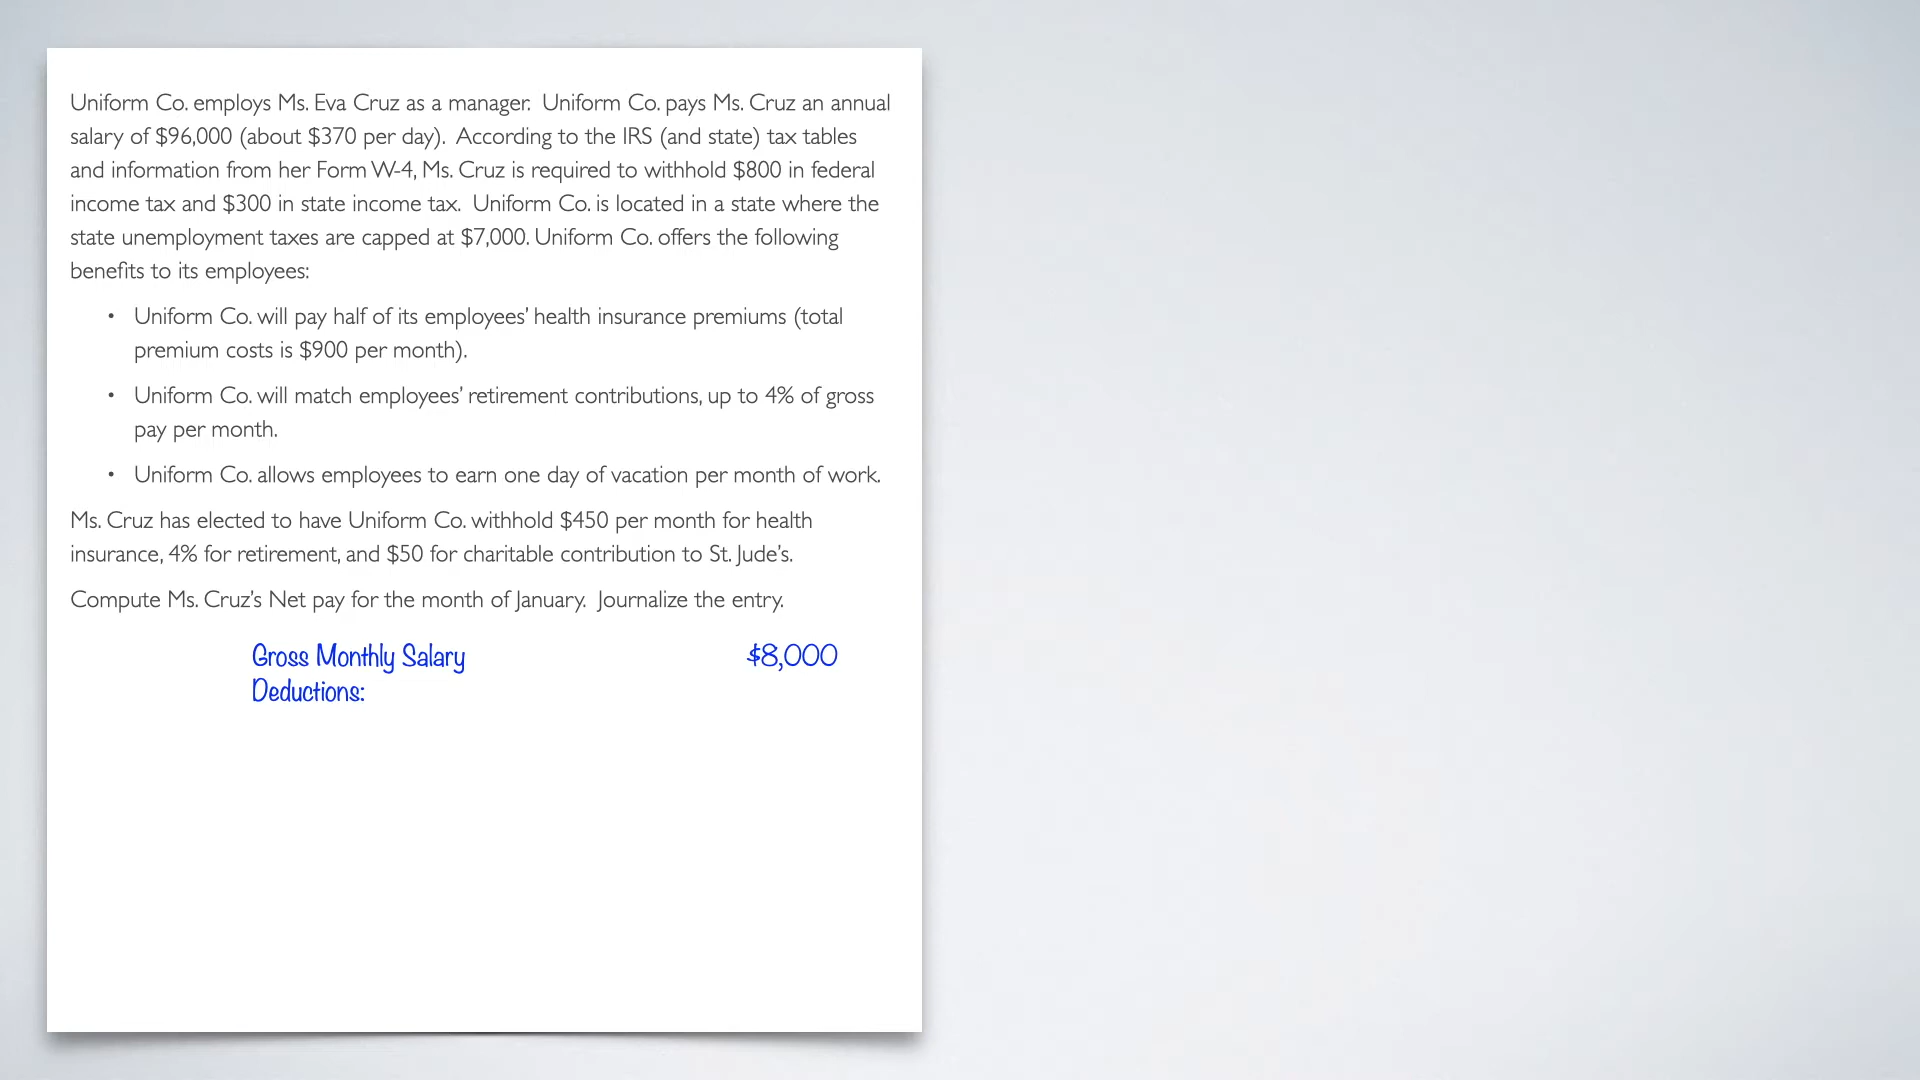 Uniform Co. employs Ms. Eva Cruz as a manager.  Uniform Co. pays Ms. Cruz an annual
salary of $96,000 (about $370 per day).  According to the IRS (and state) tax tables
and information from her Form W-4, Ms. Cruz is required to withhold $800 in federal
income tax and $300 in state income tax.  Uniform Co. is located in a state where the
state unemployment taxes are capped at $7,000. Uniform Co. offers the following
benefits to its employees:
• Uniform Co. will pay half of its employees' health insurance premiums (total
premium costs is $900 per month).
• Uniform Co. will match employees' retirement contributions, up to 4% of gross
pay per month.
• Uniform Co. allows employees to earn one day of vacation per month of work.
Ms. Cruz has elected to have Uniform Co. withhold $450 per month for health
insurance, 4% for retirement, and $50 for charitable contribution to St. Jude's.
Compute Ms. Cruz's Net pay for the month of January.  Journalize the entry.
Gross Monthly Salary $8,000
Deductions: